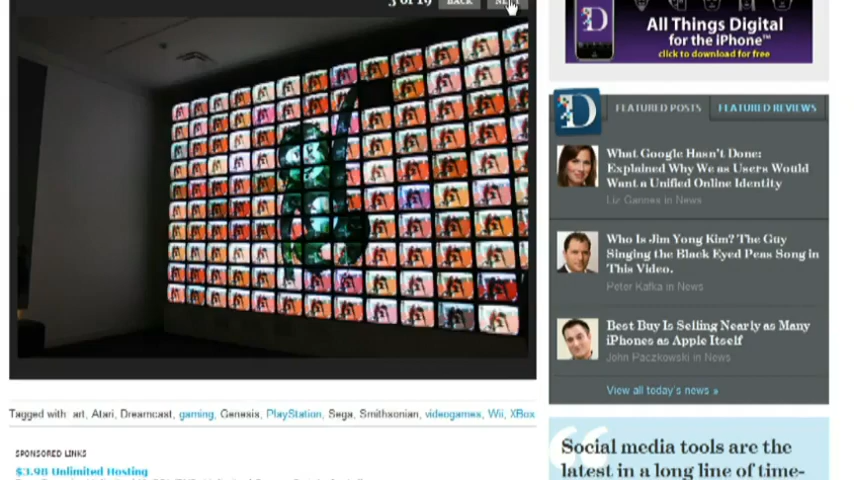 3 of 19 BACK NEXT
All Things Digital
for the iPhone™
click to download for free
D
D FEATURED POSTS FEATURED REVIEWS
What Google Hasn't Done:
Explained Why We as Users Would
Want a Unified Online Identity
Liz Gannes in News
Who Is Jim Yong Kim? The Guy
Singing the Black Eyed Peas Song in
This Video.
Peter Kafka in News
Best Buy Is Selling Nearly as Many
iPhones as Apple Itself
John Paczkowski in News
View all today's news »
Tagged with: art, Atari, Dreamcast, gaming, Genesis, PlayStation, Sega, Smithsonian, videogames, Wii, XBox
SPONSORED LINKS
$3.98 Unlimited Hosting
Social media tools are the
latest in a long line of time-